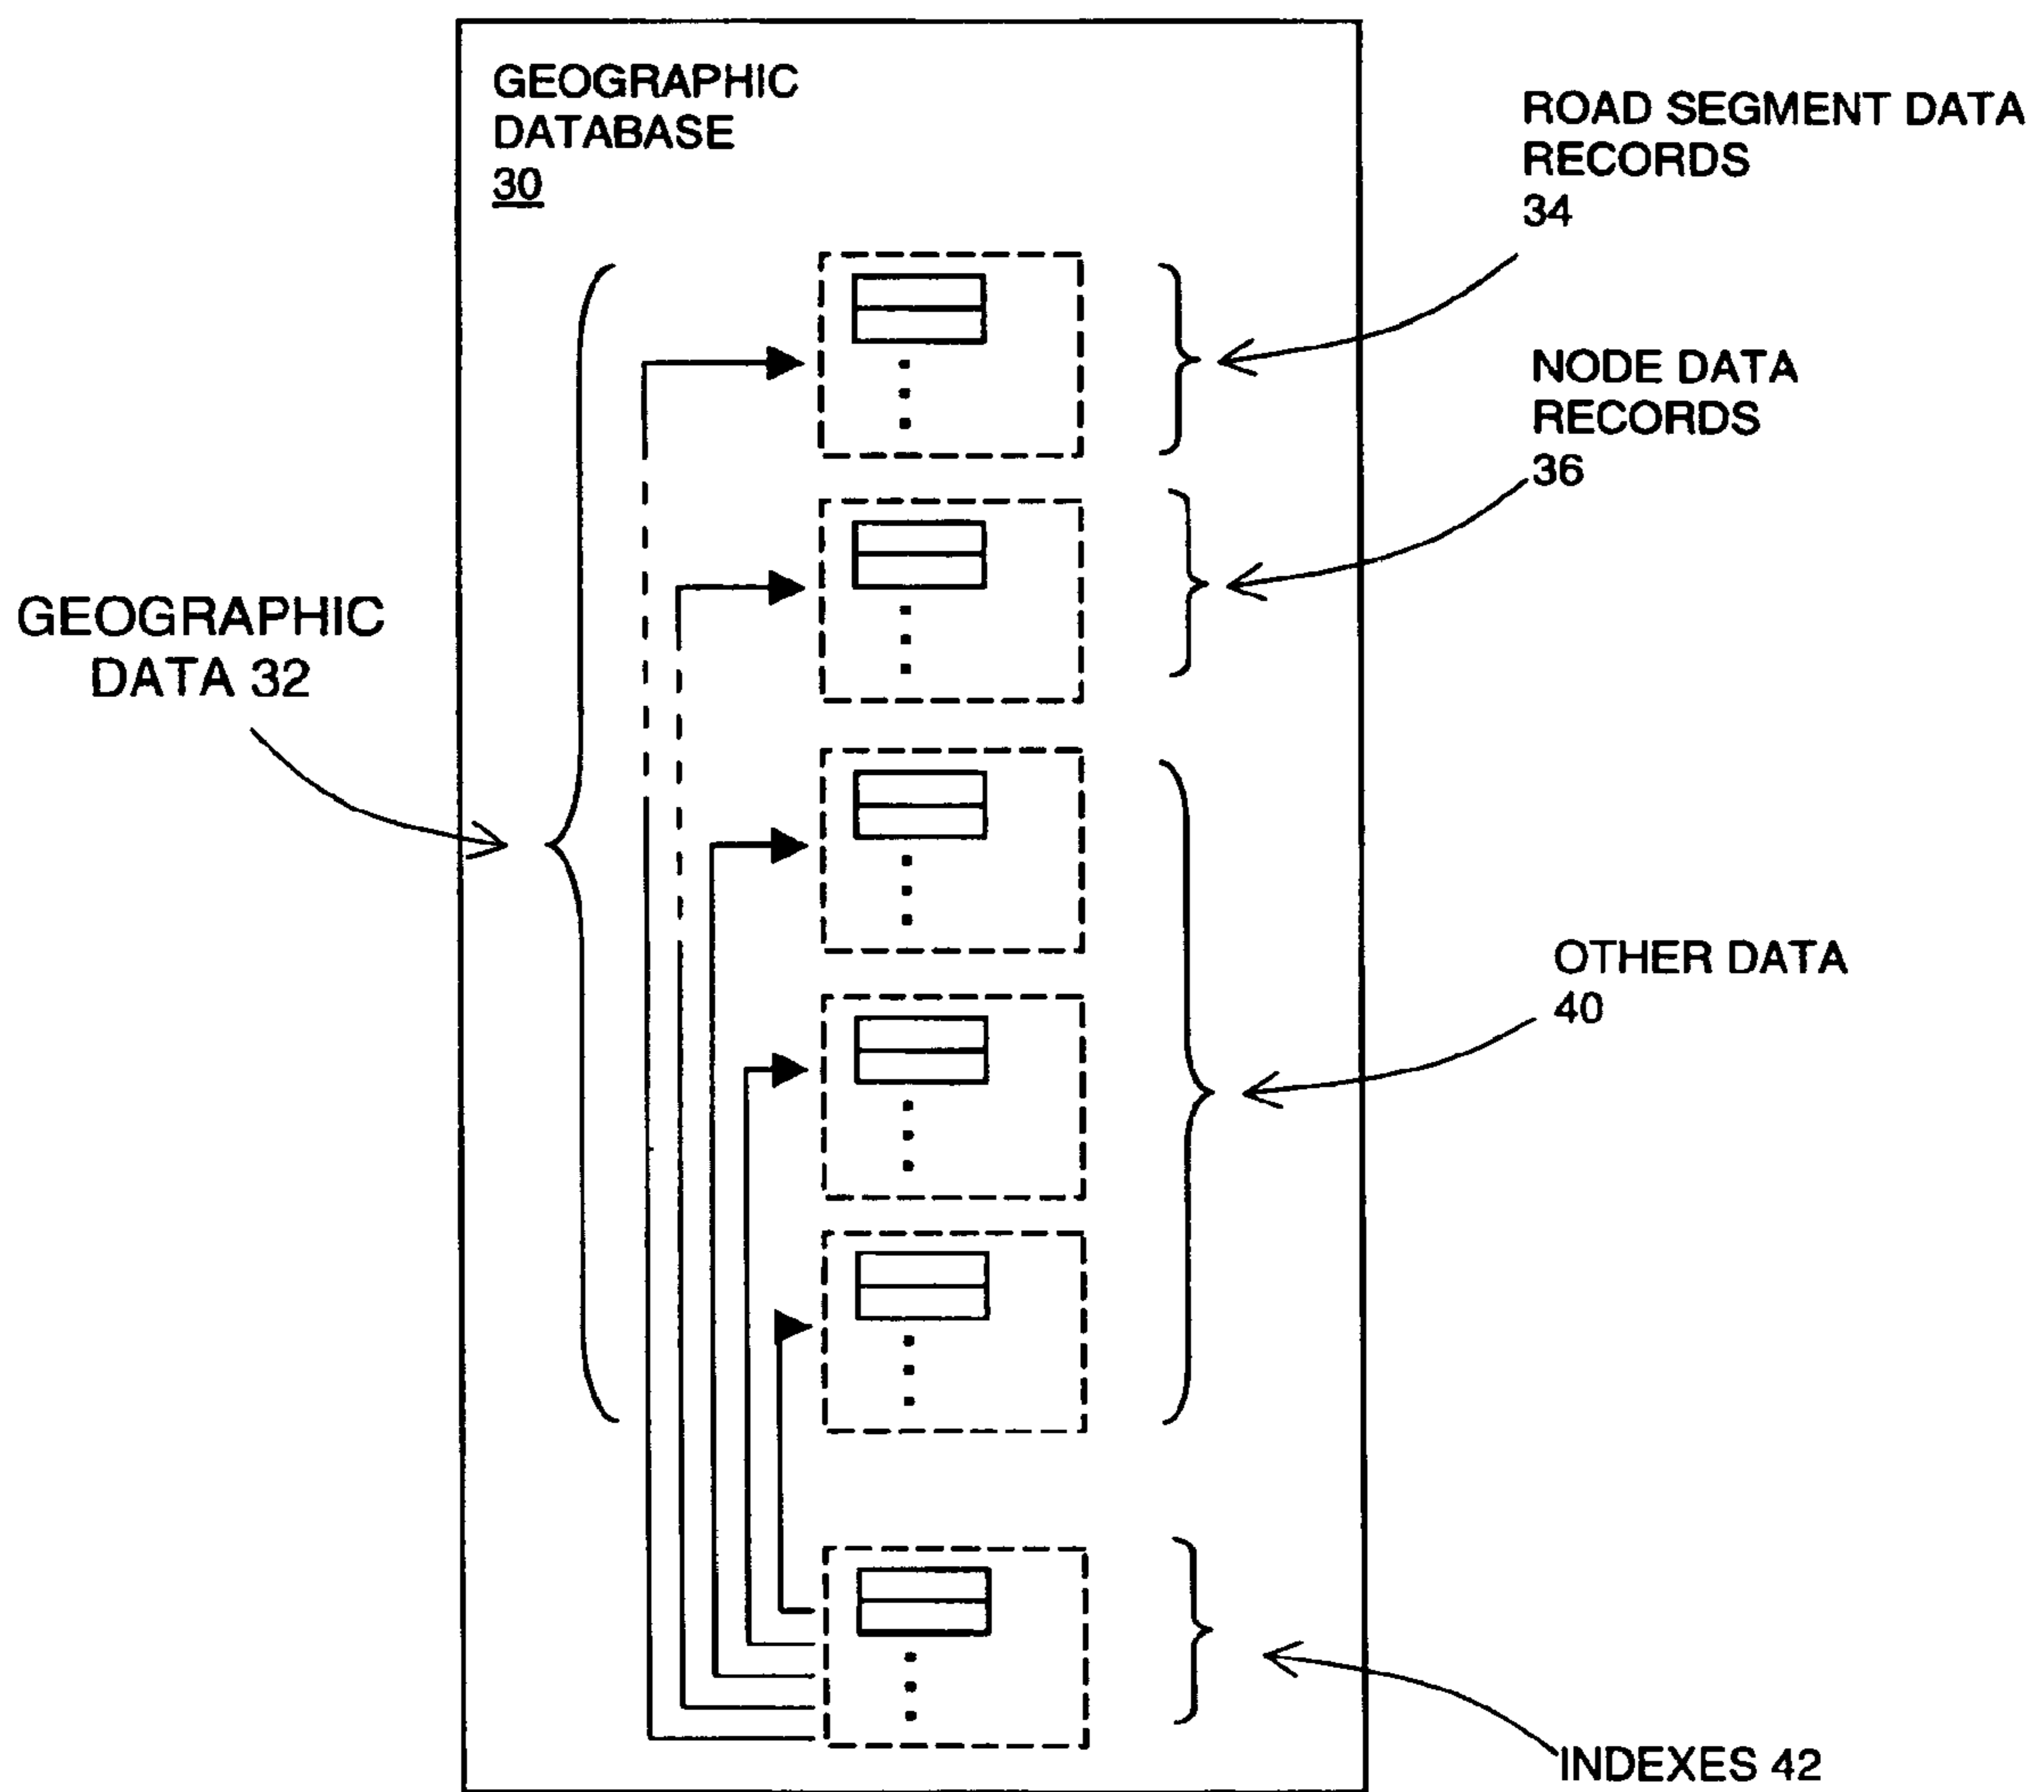 GEOGRAPHIC
DATABASE
30
ROAD SEGMENT DATA
RECORDS
34
NODE DATA
RECORDS
36
GEOGRAPHIC
DATA 32
OTHER DATA
40
INDEXES 42